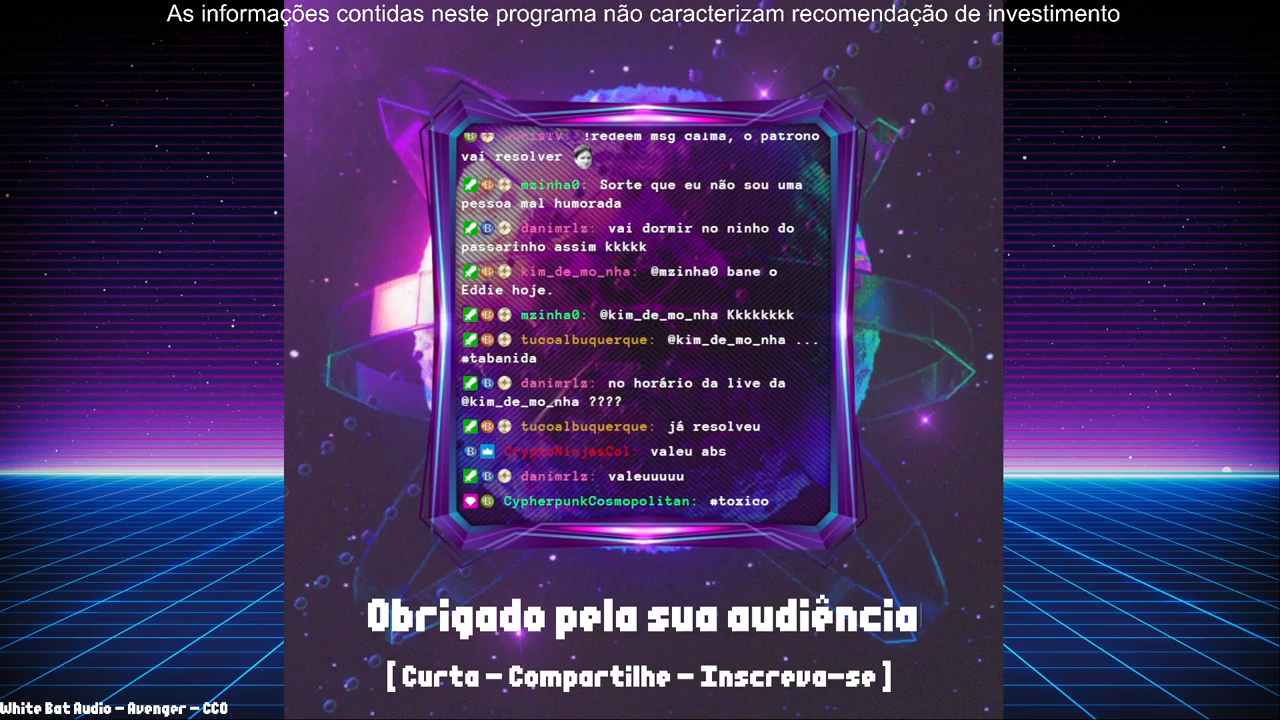 As informações contidas neste programa não caracterizam recomendação de investimento
!redeem msg calma, o patrono
vai resolver
mzinha0: Sorte que eu não sou uma
pessoa mal humorada
danimrlz: vai dormir no ninho do
passarinho assim kkkkk
kim_de_mo_nha: @mzinha0 bane o
Eddie hoje.
mzinha0: @kim_de_mo_nha Kkkkkkkk
tucoalbuquerque: @kim_de_mo_nha ...
#tabanida
danimrlz: no horário da live da
@kim_de_mo_nha ????
tucoalbuquerque: já resolveu
CryptoNinjasCol: valeu abs
danimrlz: valeuuuuu
CypherpunkCosmopolitan: #toxico
Obrigado pela sua audiência
[ Curta - Compartilhe - Inscreva-se ]
White Bat Audio - Avenger - CC0